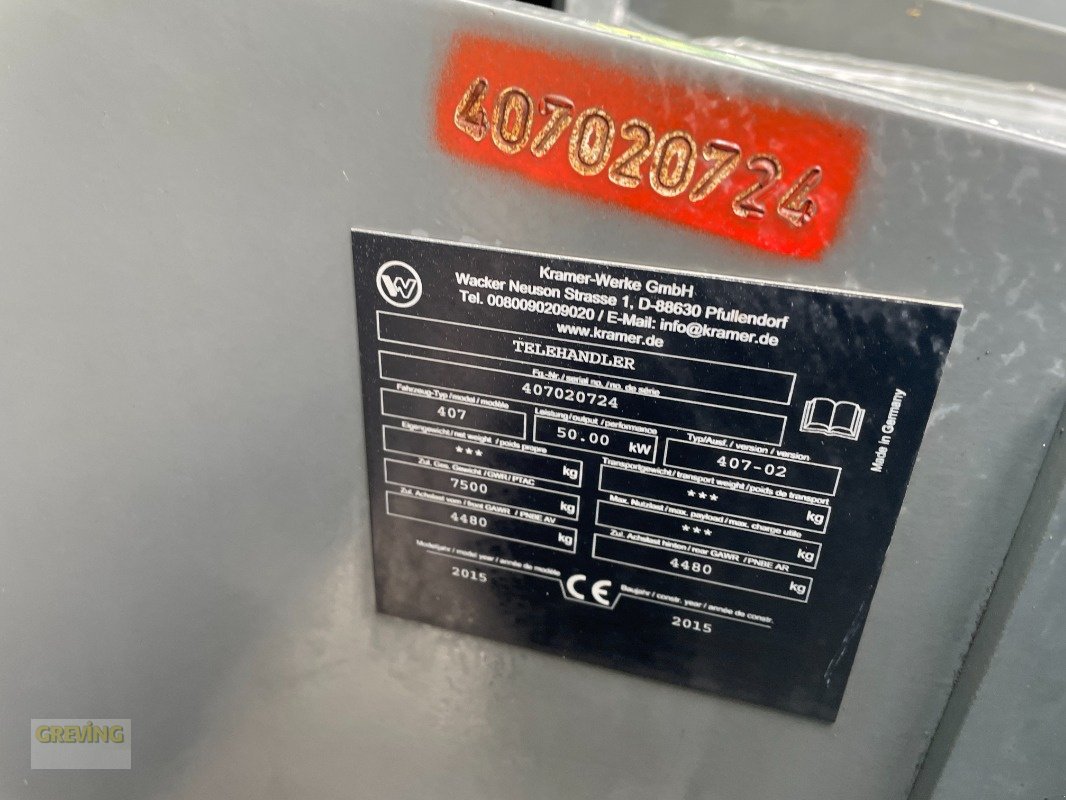 407020724
Kramer-Werke GmbH
Wacker Neuson Strasse 1, D-88630 Pfullendorf
Tel. 0080090209020 / E-Mail: info@kramer.de
www.kramer.de
TELEHANDLER
Fg.-Nr./ serial no. / no. de série
407020724
Fahrzeug-Typ / model / modèle
407
Leistung / output / performance
50.00 kW
Typ/Ausf. / version / version
407-02
Eigengewicht / net weight / poids propre
*** kg
Transportgewicht / transport weight / poids de transport
*** kg
Zul. Ges. Gewicht / GWR / PTAC
7500 kg
Max. Nutzlast / max. payload / max. charge utile
*** kg
Zul. Achslast vorn / front GAWR / PNBE AV
4480 kg
Zul. Achslast hinten / rear GAWR / PNBE AR
4480 kg
Modeljahr / model year / année de modèle
2015
CE
Baujahr / constr. year / année de constr.
2015
Made in Germany
GREVING